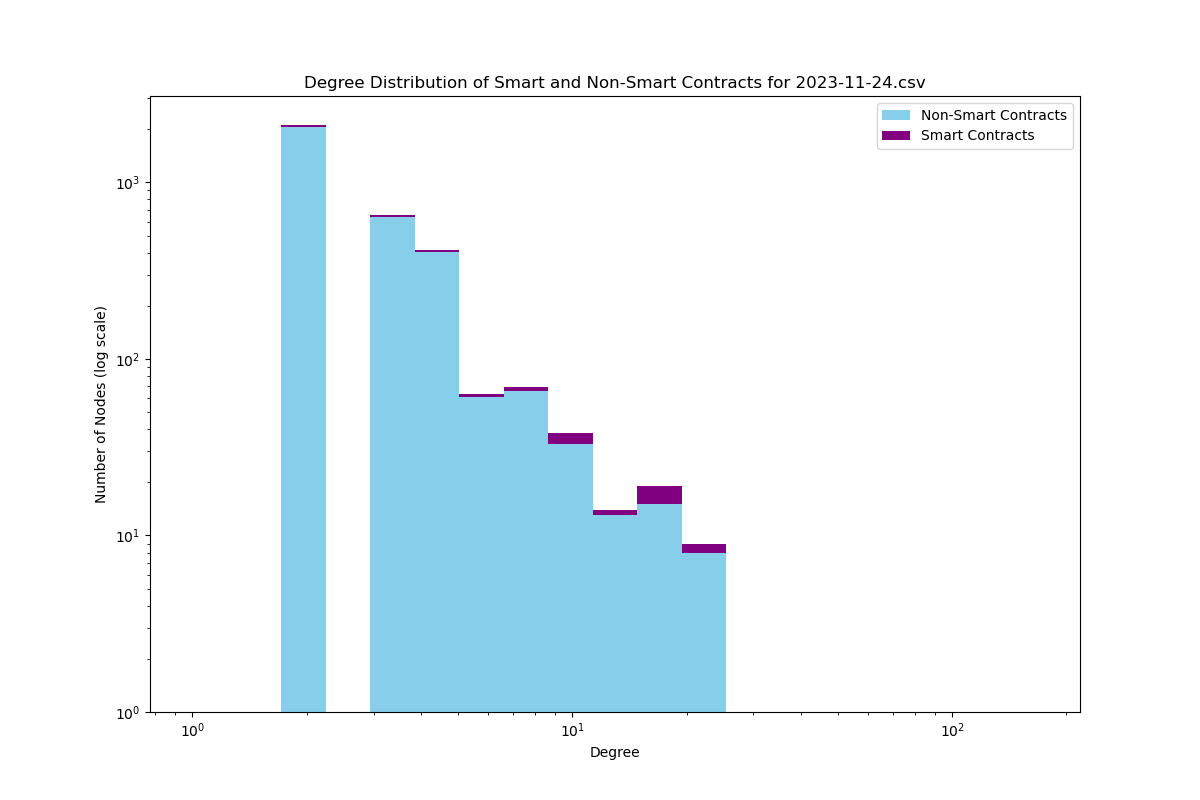 Degree Distribution of Smart and Non-Smart Contracts for 2023-11-24.csv
Non-Smart Contracts
Smart Contracts
Number of Nodes (log scale)
10³
10²
10¹
10⁰
10⁰ 10¹ 10²
Degree